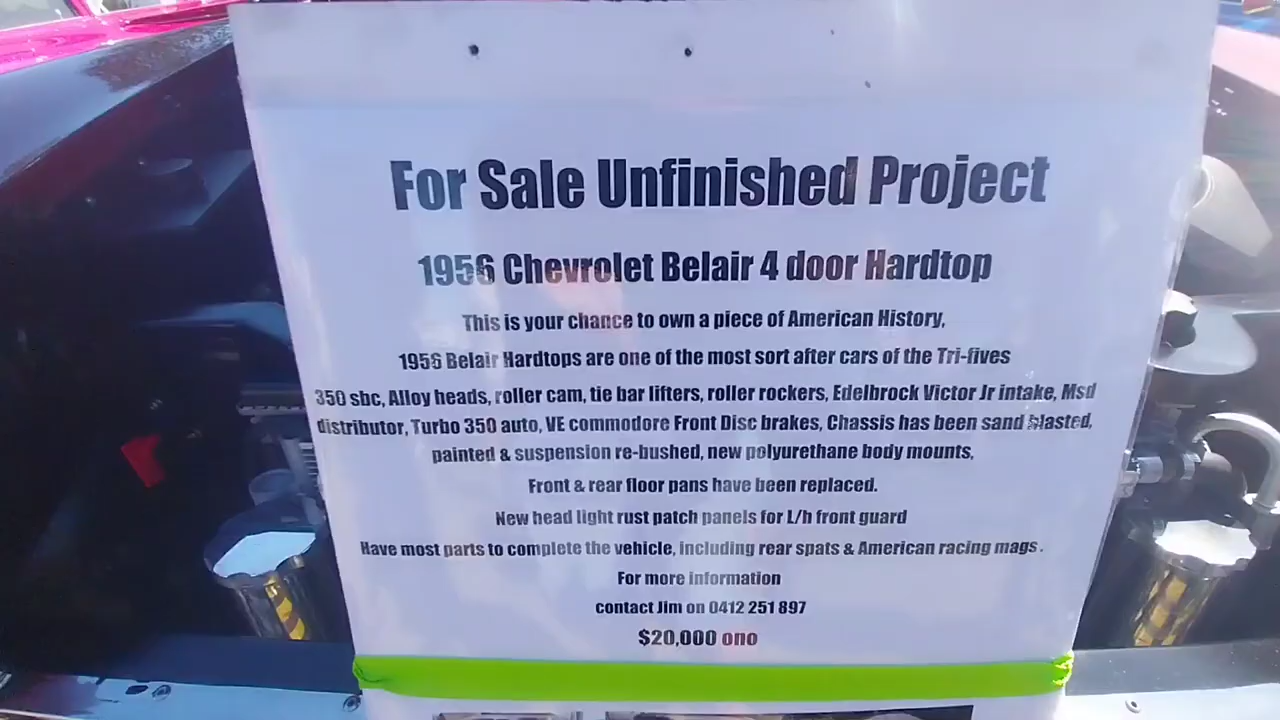 For Sale Unfinished Project
1956 Chevrolet Belair 4 door Hardtop
This is your chance to own a piece of American History,
1956 Belair Hardtops are one of the most sort after cars of the Tri-fives
350 sbc, Alloy heads, roller cam, tie bar lifters, roller rockers, Edelbrock Victor Jr intake, Msd
distributor, Turbo 350 auto, VE commodore Front Disc brakes, Chassis has been sand blasted,
painted & suspension re-bushed, new polyurethane body mounts,
Front & rear floor pans have been replaced.
New head light rust patch panels for L/h front guard
Have most parts to complete the vehicle, including rear spats & American racing mags.
For more information
contact Jim on 0412 251 897
$20,000 ono